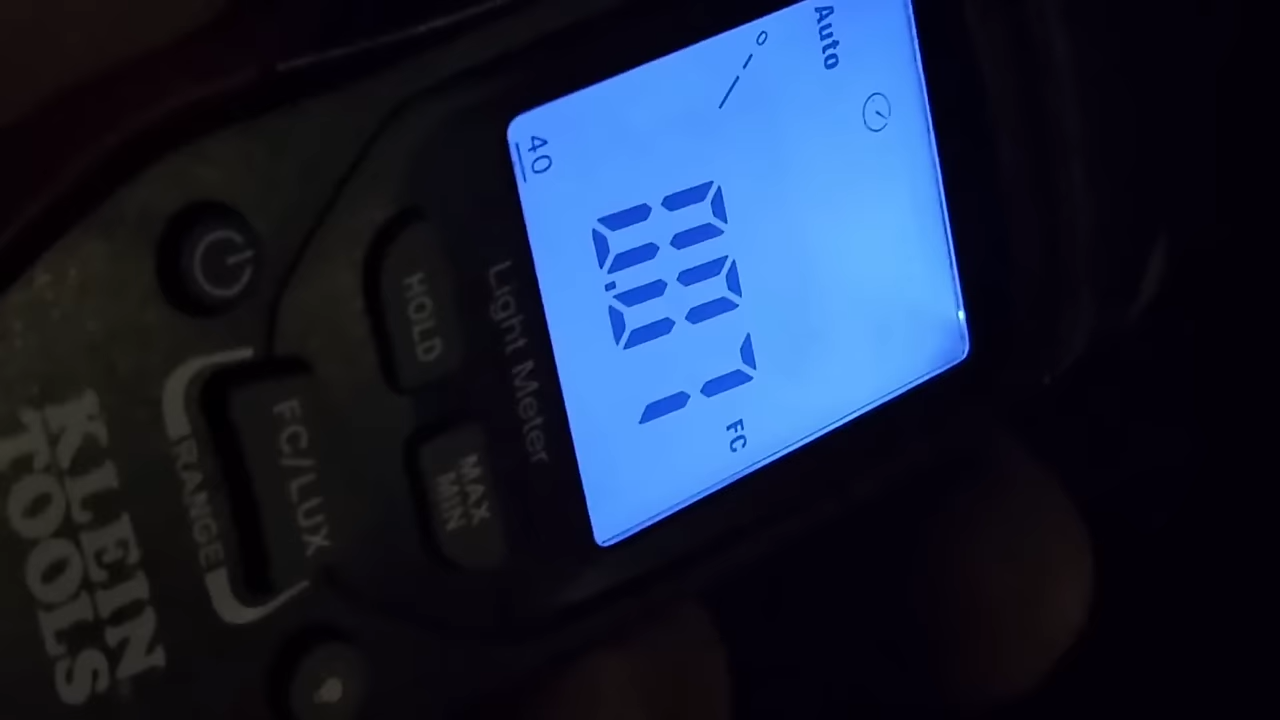 Auto
0.07
FC
40
Light Meter
HOLD
MAX
MIN
FC/LUX
RANGE
KLEIN
TOOLS